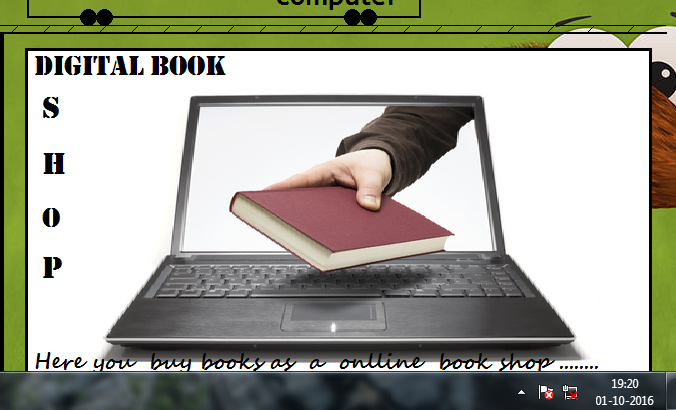 computer
DIGITAL BOOK
S
H
O
P
Here you buy books as a onlline book shop ........
19:20
01-10-2016